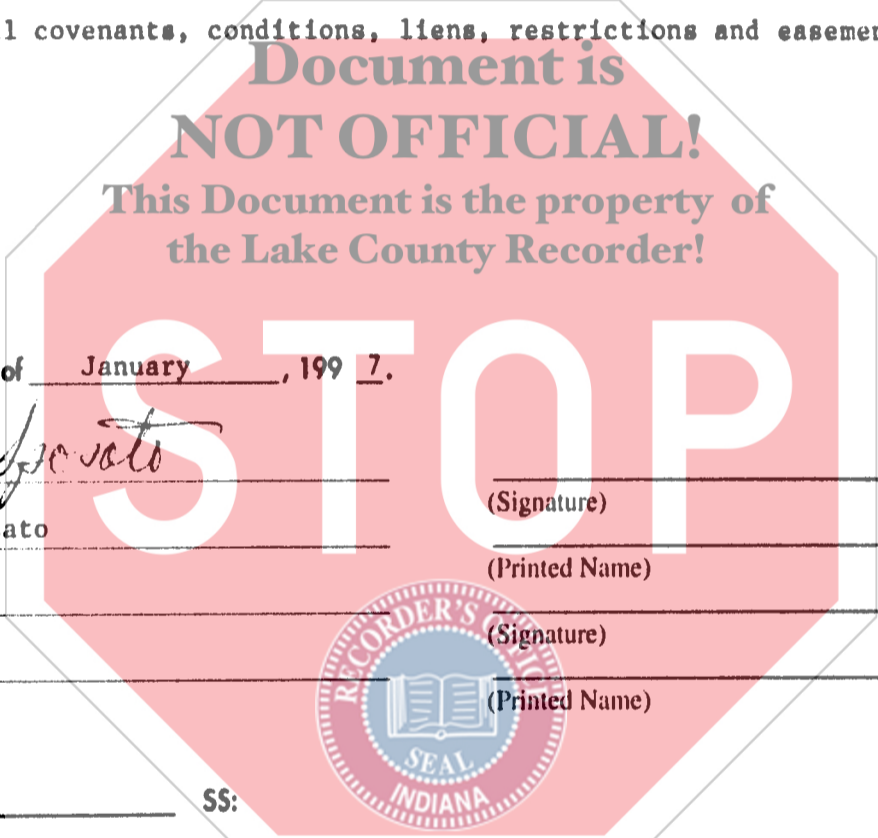 l covenants, conditions, liens, restrictions and easemen
Document is
NOT OFFICIAL!
This Document is the property of
the Lake County Recorder!
STOP
of January , 199 7.
ato
(Signature)
(Printed Name)
(Signature)
(Printed Name)
RECORDER'S OFFICE
SEAL
INDIANA
SS: